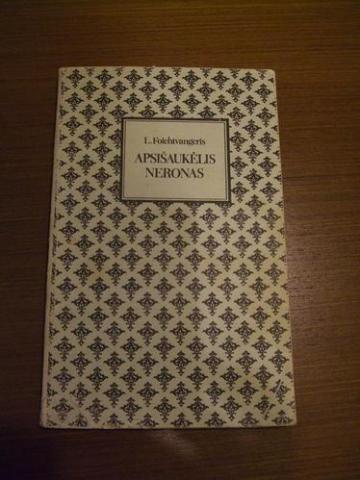 L. Foichtvangeris
APSIŠAUKĖLIS
NERONAS